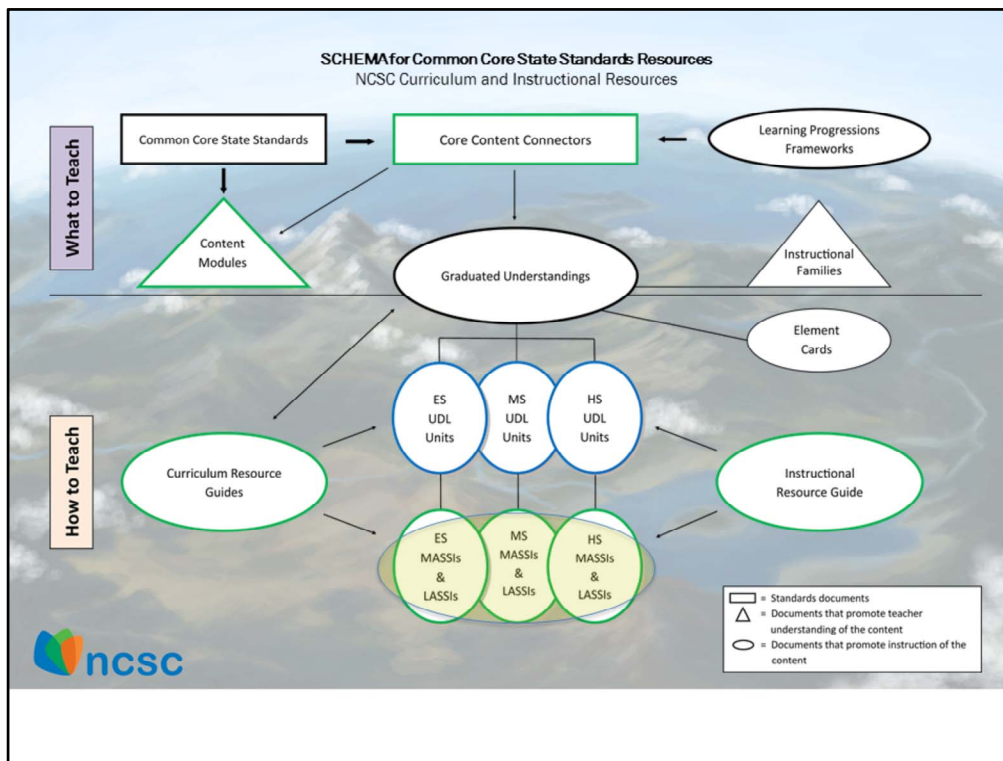 SCHEMA for Common Core State Standards Resources
NCSC Curriculum and Instructional Resources
What to Teach
Common Core State Standards
Core Content Connectors
Learning Progressions
Frameworks
Content
Modules
Graduated Understandings
Instructional
Families
Element
Cards
How to Teach
ES
UDL
Units
MS
UDL
Units
HS
UDL
Units
Curriculum Resource
Guides
Instructional
Resource Guide
ES
MASSIs
&
LASSIs
MS
MASSIs
&
LASSIs
HS
MASSIs
&
LASSIs
= Standards documents
= Documents that promote teacher
understanding of the content
= Documents that promote instruction of the
content
ncsc